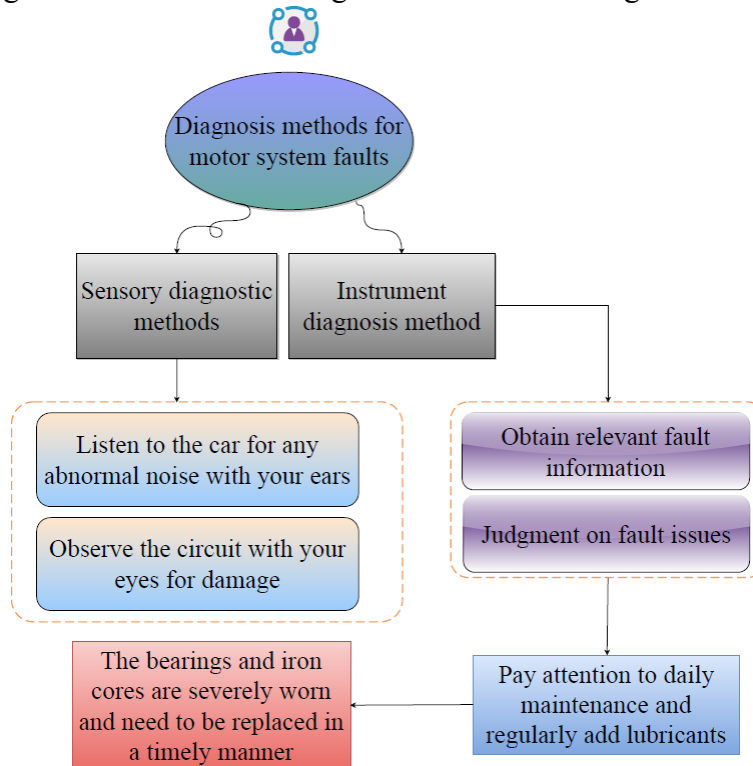 Diagnosis methods for
motor system faults
Sensory diagnostic
methods
Instrument
diagnosis method
Listen to the car for any
abnormal noise with your ears
Observe the circuit with your
eyes for damage
Obtain relevant fault
information
Judgment on fault issues
Pay attention to daily
maintenance and
regularly add lubricants
The bearings and iron
cores are severely worn
and need to be replaced in
a timely manner